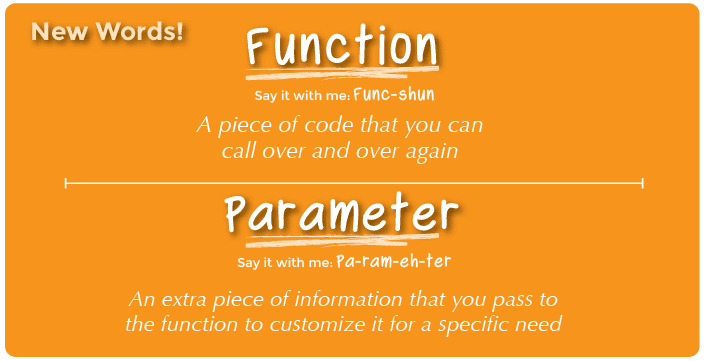 New Words!
Function
Say it with me: Func-shun
A piece of code that you can
call over and over again
Parameter
Say it with me: Pa-ram-eh-ter
An extra piece of information that you pass to
the function to customize it for a specific need